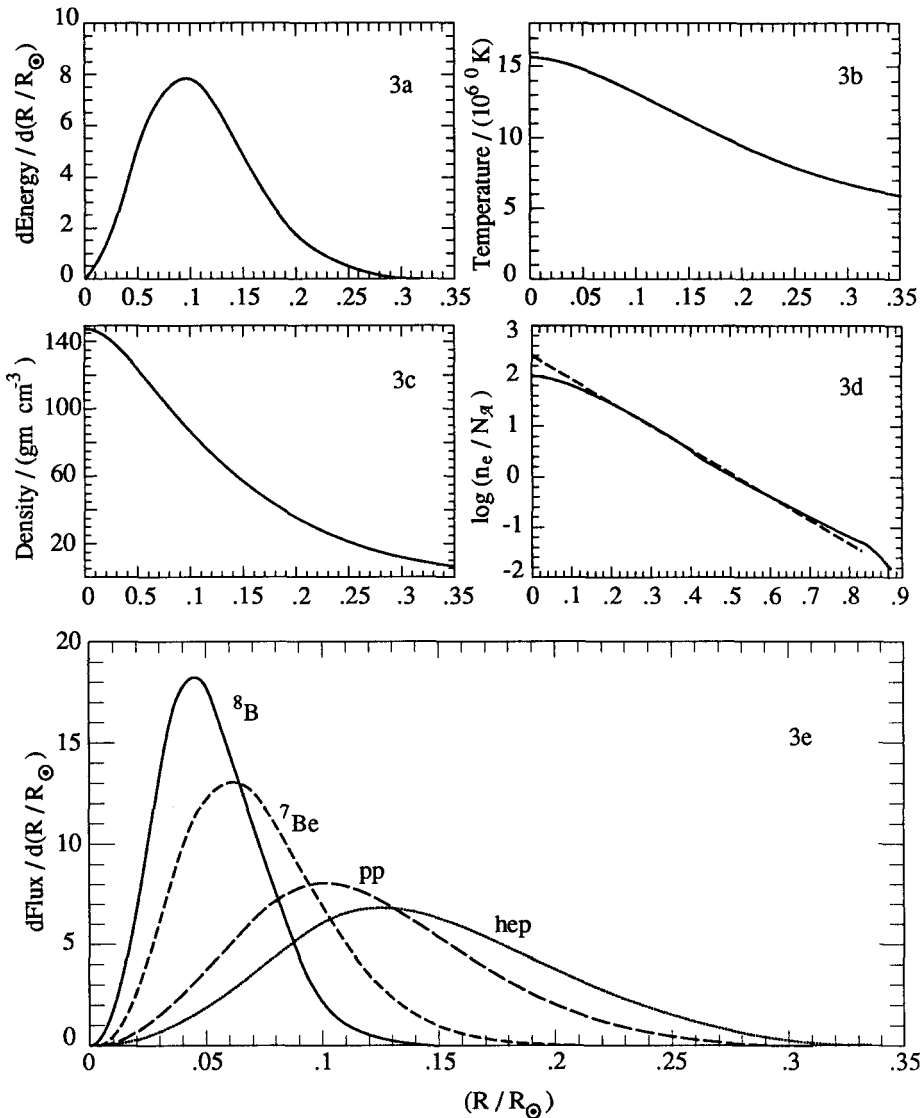 10
8
6
4
2
0
dEnergy / d(R / R⊙)
3a
0 0.5 0.1 .15 .2 .25 .3 .35
15
10
5
0
Temperature / (10⁶ ⁰K)
3b
0 .05 .1 .15 .2 .25 .3 .35
140
100
60
20
Density / (gm cm⁻³)
3c
0 .05 .1 .15 .2 .25 .3 .35
3
2
1
0
-1
-2
log (nₑ / N𝒜)
3d
0 .1 .2 .3 .4 .5 .6 .7 .8 .9
20
15
10
5
0
dFlux / d(R / R⊙)
⁸B
⁷Be
pp
hep
3e
0 .05 .1 .15 .2 .25 .3 .35
(R / R⊙)